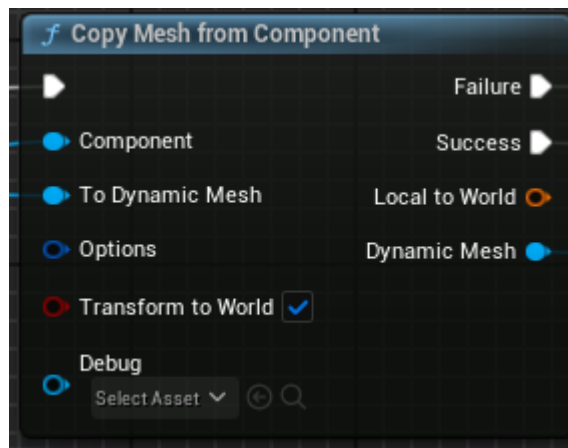 f Copy Mesh from Component
Failure
Component
Success
To Dynamic Mesh
Local to World
Options
Dynamic Mesh
Transform to World
Debug
Select Asset